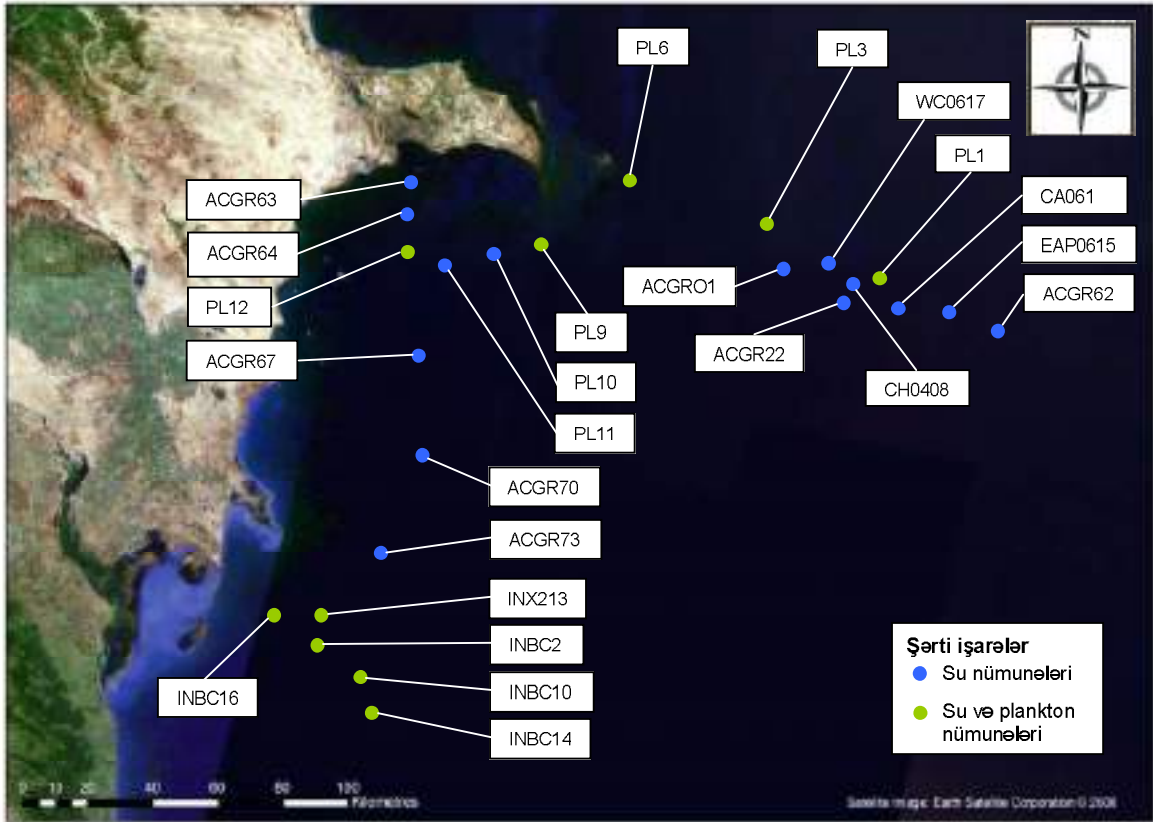 PL6
PL3
N
WC0617
PL1
ACGR63
CA061
ACGR64
EAP0615
ACGRO1
ACGR62
PL12
PL9
ACGR67
ACGR22
PL10
CH0408
PL11
ACGR70
ACGR73
INX213
INBC2
INBC16
INBC10
INBC14
Şərti işarələr
Su nümunələri
Su və plankton
nümunələri
0 10 20 40 60 80 100
Kilometres
Satellite image: Earth Satellite Corporation © 2006